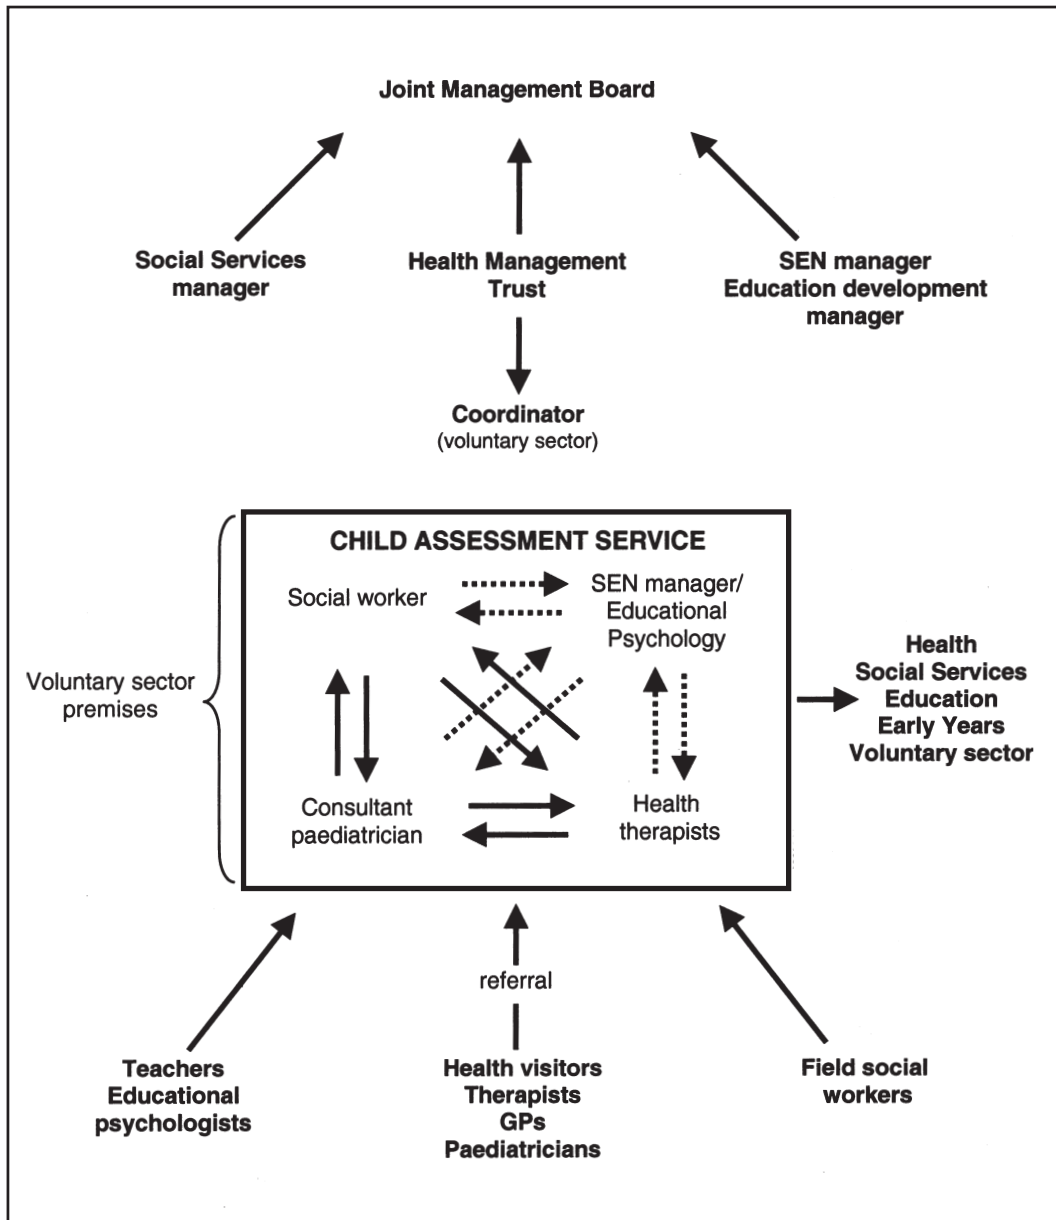 Joint Management Board
Social Services
manager
Health Management
Trust
SEN manager
Education development
manager
Coordinator
(voluntary sector)
CHILD ASSESSMENT SERVICE
Social worker
SEN manager/
Educational
Psychology
Voluntary sector
premises
Consultant
paediatrician
Health
therapists
Health
Social Services
Education
Early Years
Voluntary sector
referral
Teachers
Educational
psychologists
Health visitors
Therapists
GPs
Paediatricians
Field social
workers